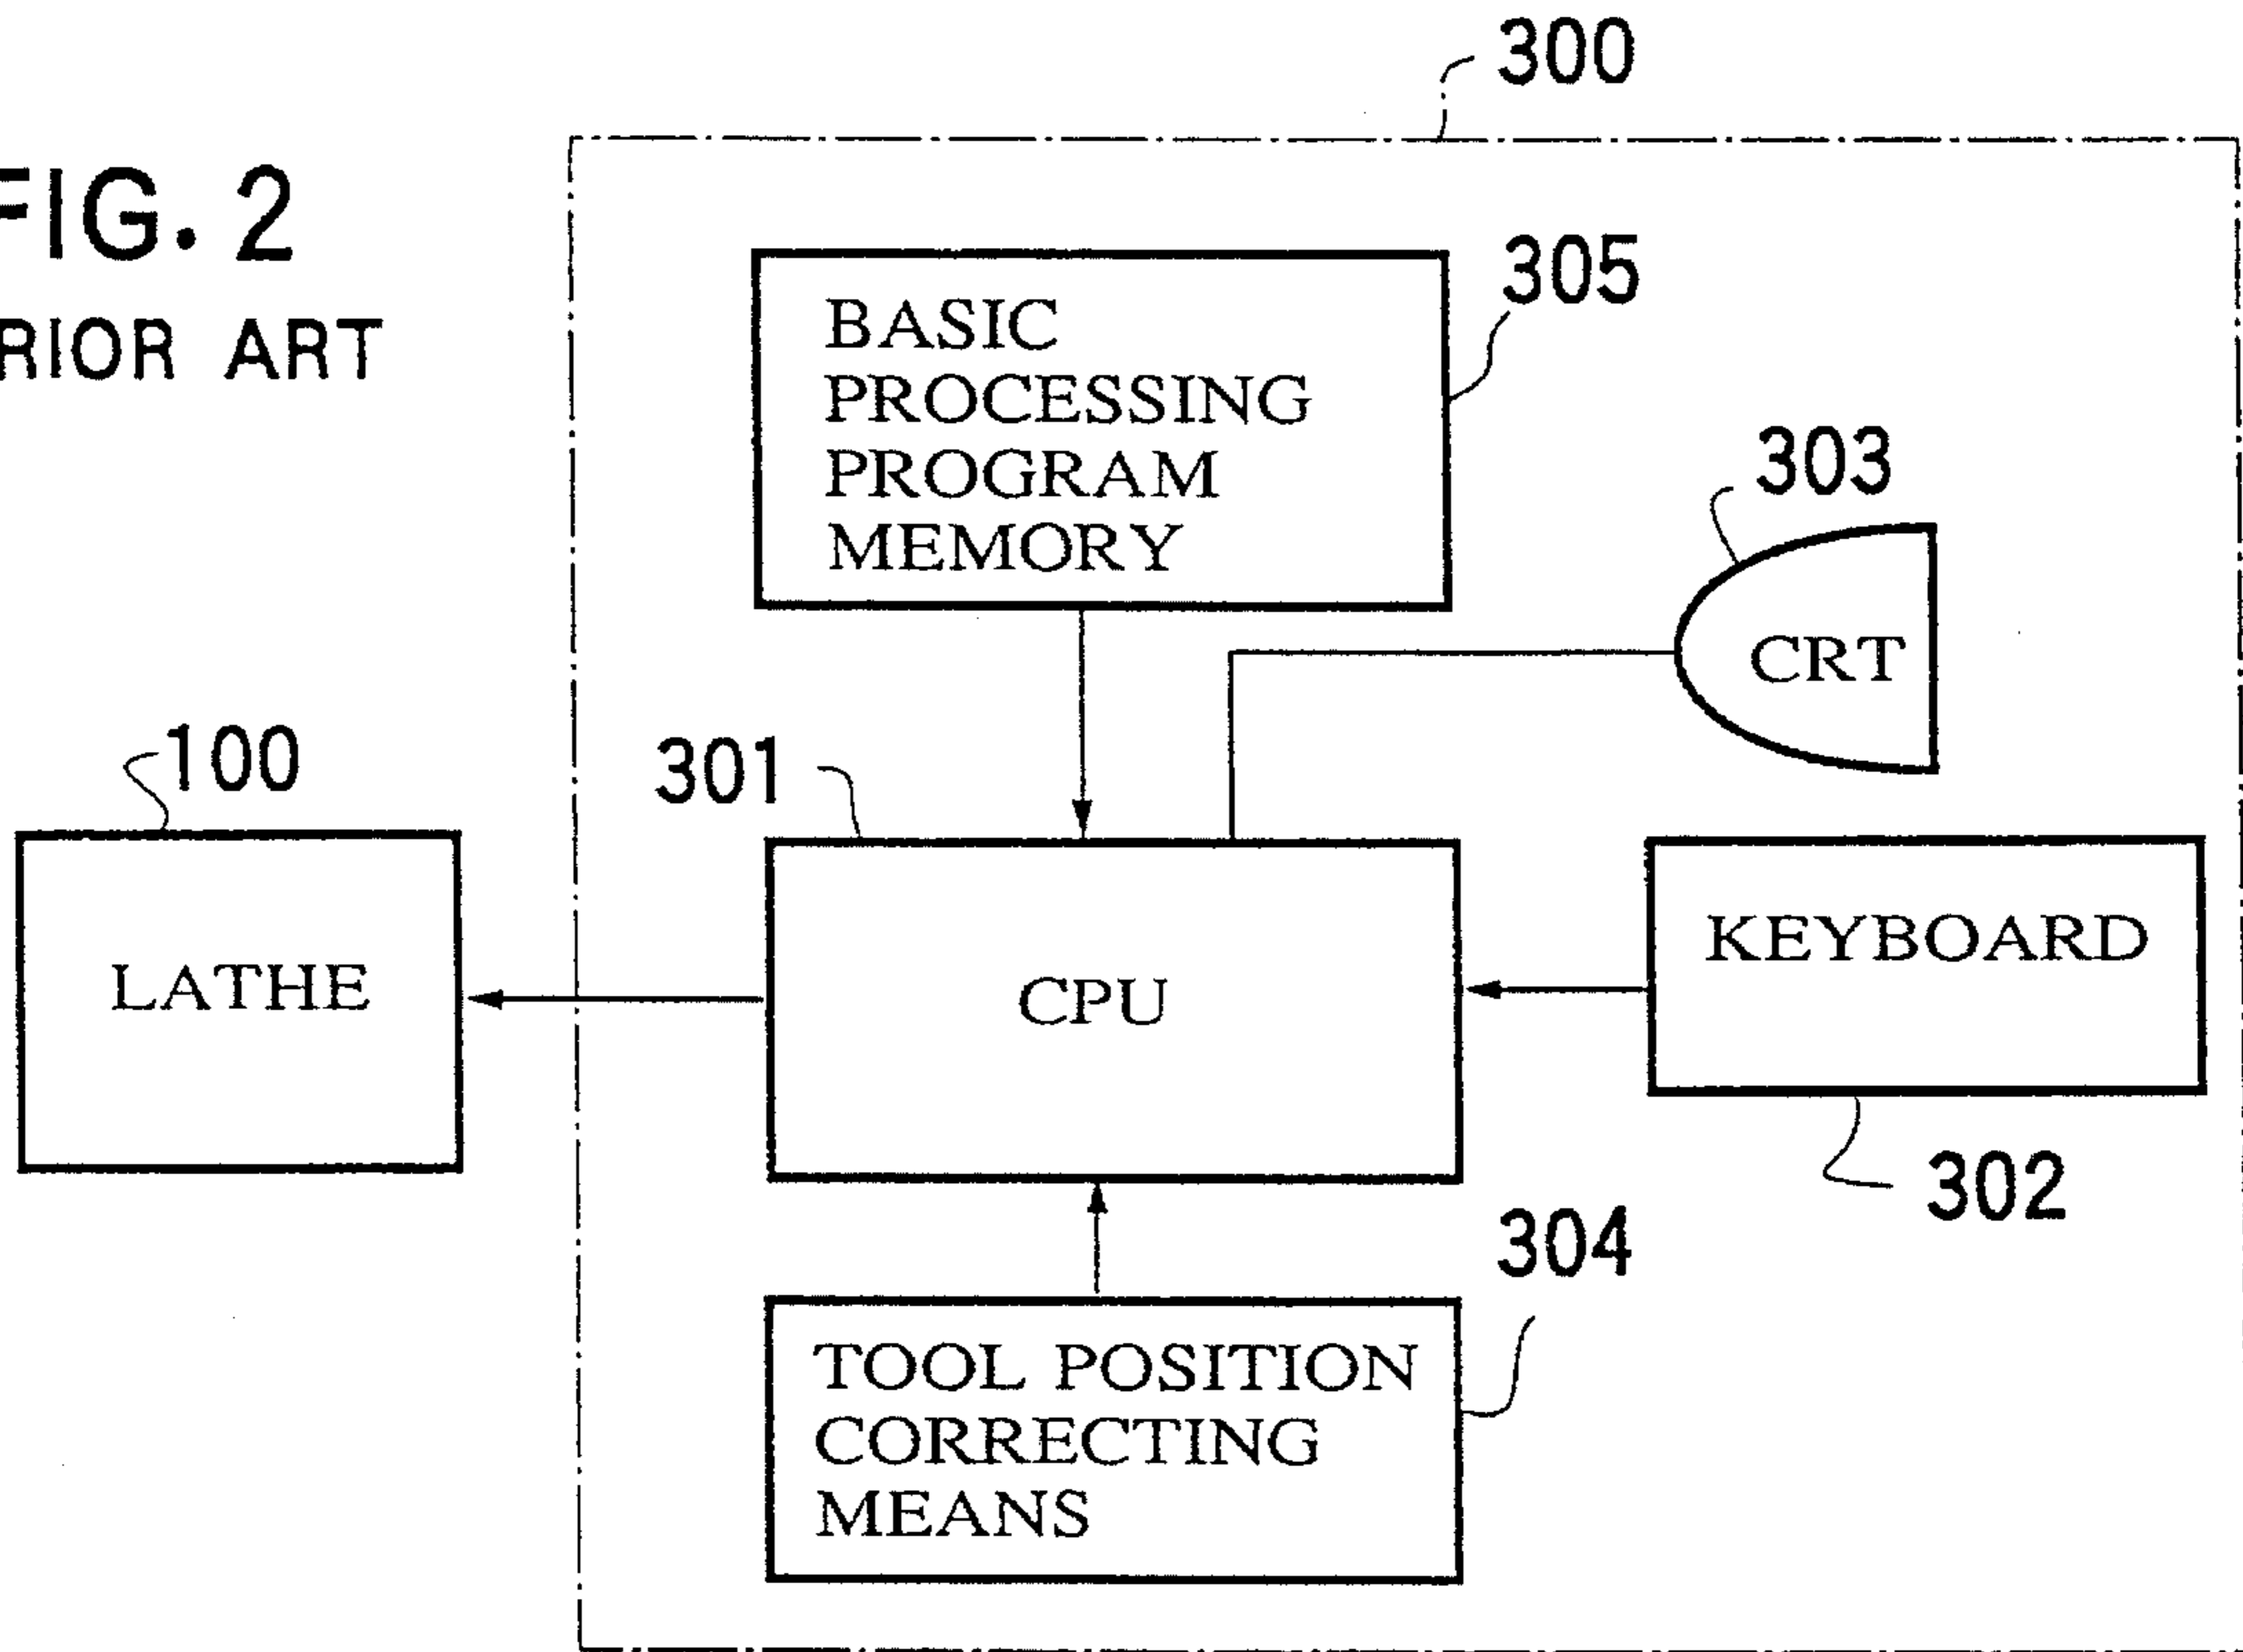 300
FIG. 2
PRIOR ART
305
BASIC
PROCESSING
PROGRAM
MEMORY
303
CRT
100
301
LATHE
CPU
KEYBOARD
302
304
TOOL POSITION
CORRECTING
MEANS